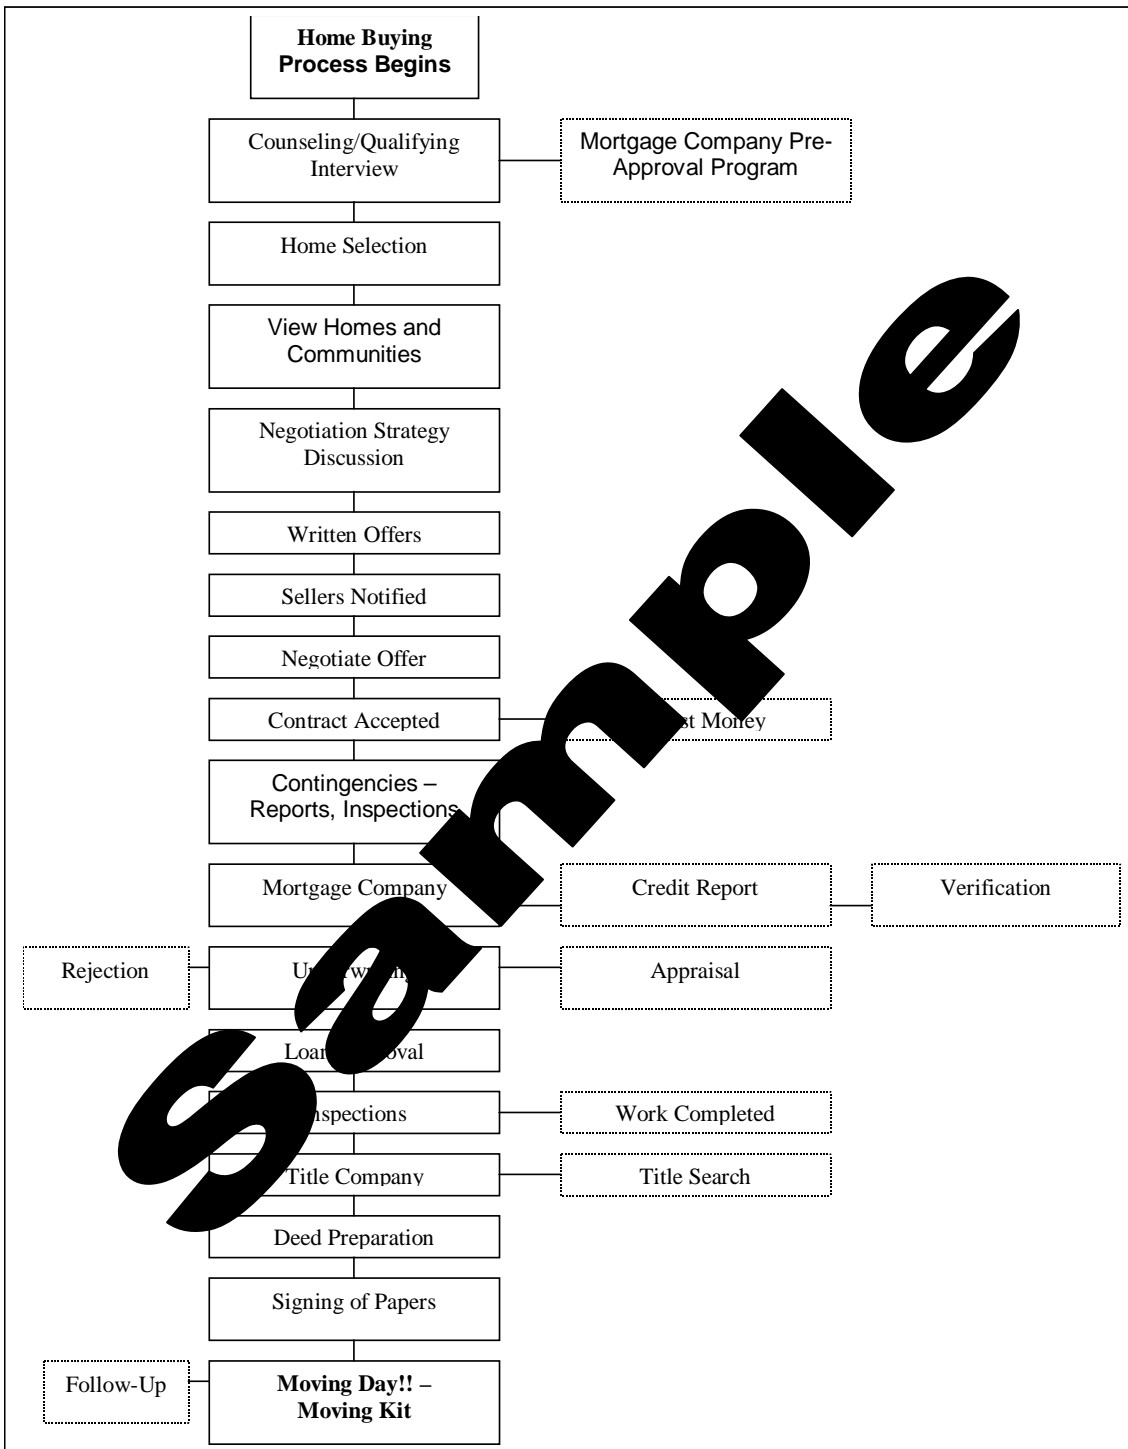 Home Buying
Process Begins
Counseling/Qualifying
Interview
Mortgage Company Pre-
Approval Program
Home Selection
View Homes and
Communities
Negotiation Strategy
Discussion
Written Offers
Sellers Notified
Negotiate Offer
Contract Accepted
Money
Contingencies –
Reports, Inspections
Mortgage Company
Credit Report
Verification
Rejection
Appraisal
Loan
Inspections
Work Completed
Title Company
Title Search
Deed Preparation
Signing of Papers
Follow-Up
Moving Day!! –
Moving Kit
Sample